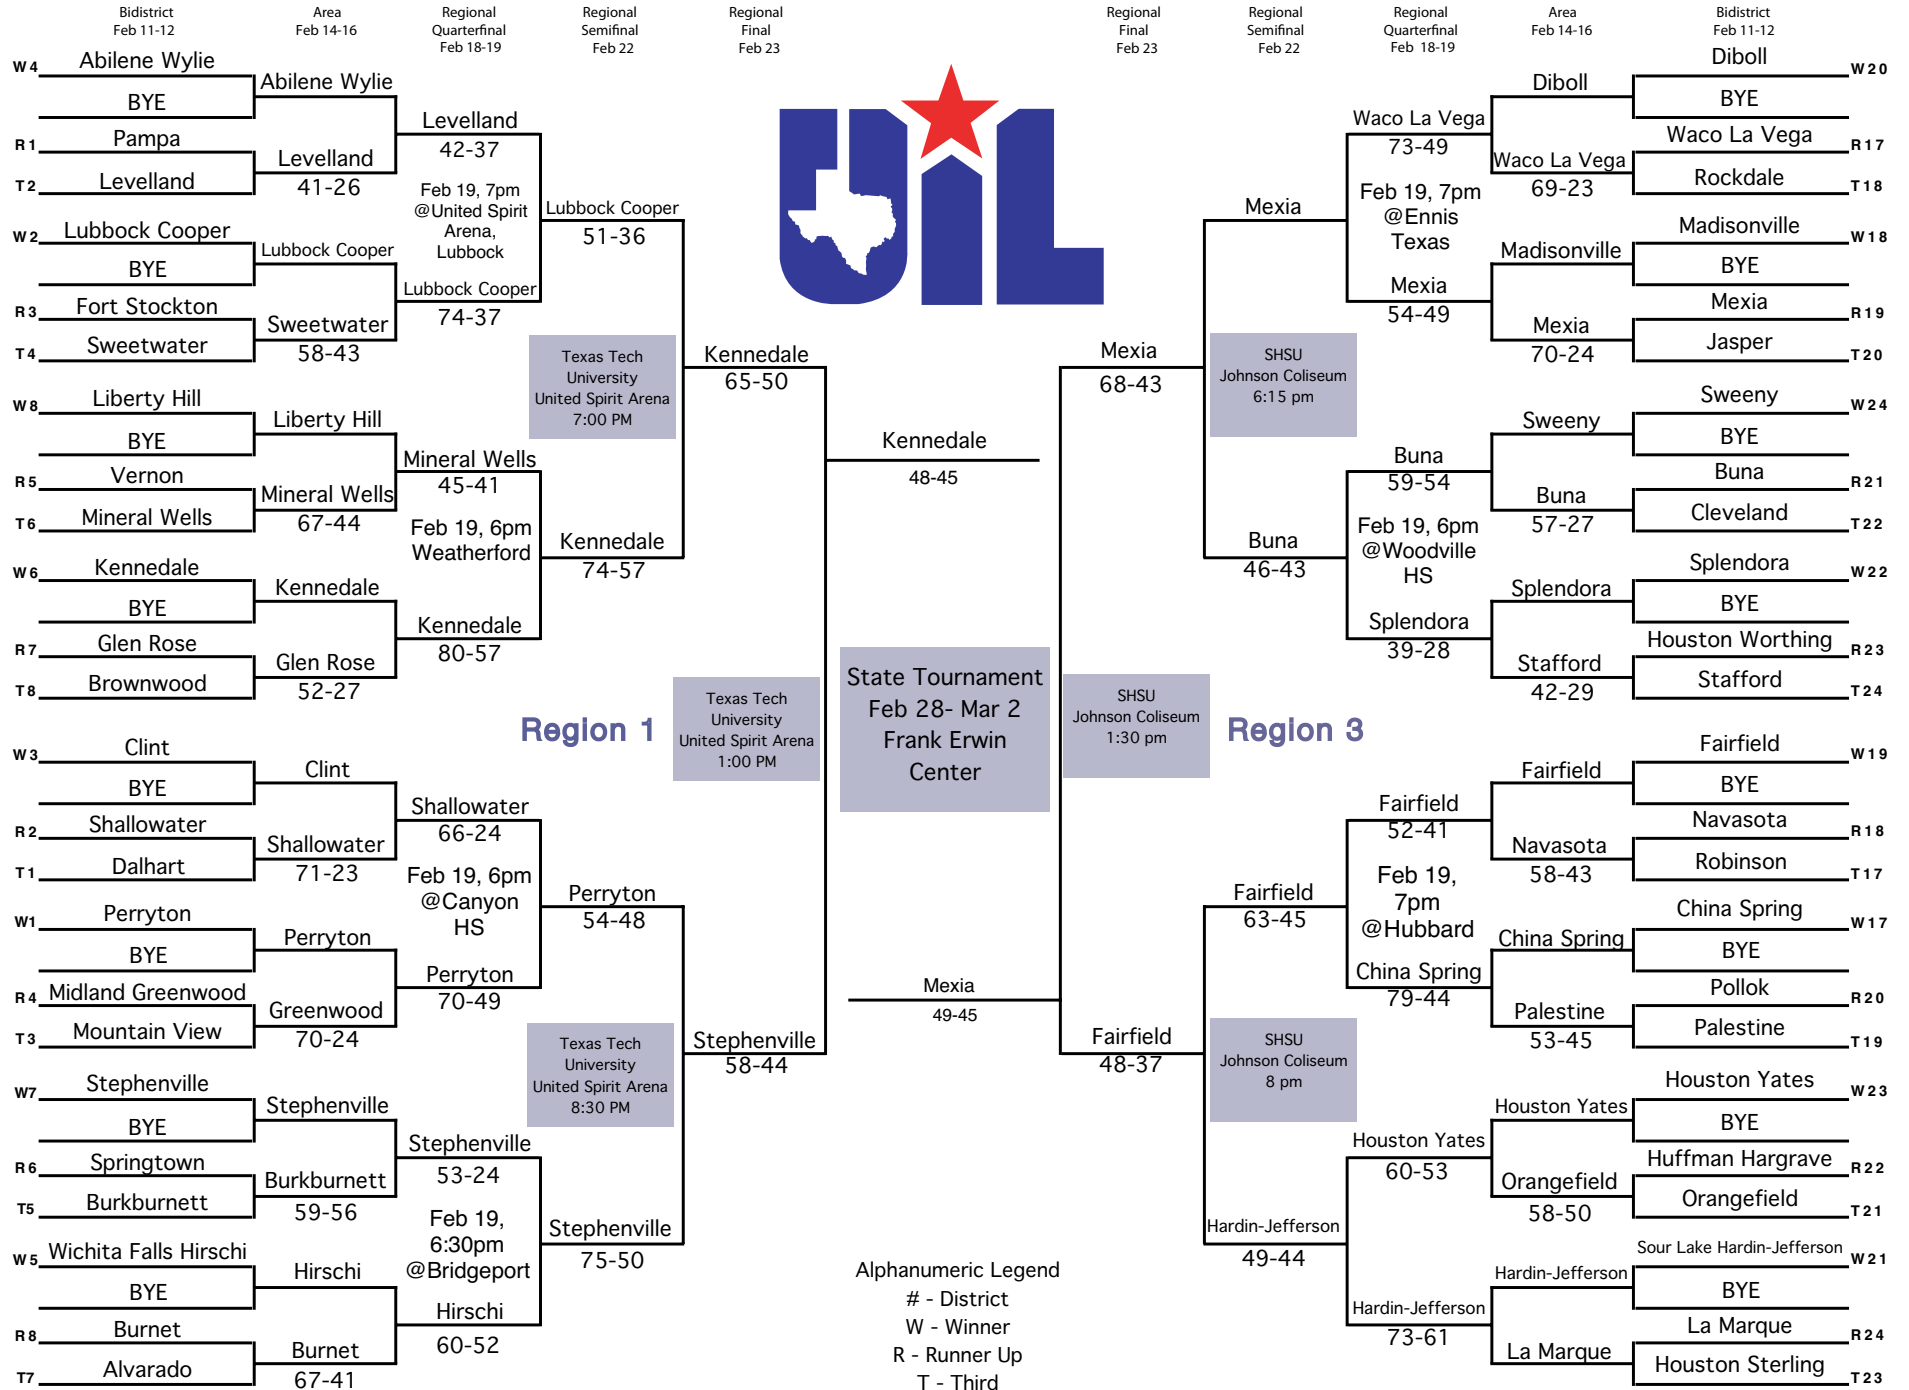 Bidistrict
Feb 11-12
Area
Feb 14-16
Regional
Quarterfinal
Feb 18-19
Regional
Semifinal
Feb 22
Regional
Final
Feb 23
Regional
Final
Feb 23
Regional
Semifinal
Feb 22
Regional
Quarterfinal
Feb 18-19
Area
Feb 14-16
Bidistrict
Feb 11-12
UIL
W4
Abilene Wylie
BYE
R1
Pampa
T2
Levelland
W2
Lubbock Cooper
BYE
R3
Fort Stockton
T4
Sweetwater
W8
Liberty Hill
BYE
R5
Vernon
T6
Mineral Wells
W6
Kennedale
BYE
R7
Glen Rose
T8
Brownwood
W3
Clint
BYE
R2
Shallowater
T1
Dalhart
W1
Perryton
BYE
R4
Midland Greenwood
T3
Mountain View
W7
Stephenville
BYE
R6
Springtown
T5
Burkburnett
W5
Wichita Falls Hirschi
BYE
R8
Burnet
T7
Alvarado
Abilene Wylie
Levelland
41-26
Lubbock Cooper
Sweetwater
58-43
Liberty Hill
Mineral Wells
67-44
Kennedale
Glen Rose
52-27
Clint
Shallowater
71-23
Perryton
Greenwood
70-24
Stephenville
Burkburnett
59-56
Hirschi
Burnet
67-41
Levelland
42-37
Feb 19, 7pm
@United Spirit
Arena,
Lubbock
Lubbock Cooper
74-37
Mineral Wells
45-41
Feb 19, 6pm
Weatherford
Kennedale
80-57
Shallowater
66-24
Feb 19, 6pm
@Canyon
HS
Perryton
70-49
Stephenville
53-24
Feb 19,
6:30pm
@Bridgeport
Hirschi
60-52
Lubbock Cooper
51-36
Texas Tech
University
United Spirit Arena
7:00 PM
Kennedale
74-57
Region 1
Perryton
54-48
Texas Tech
University
United Spirit Arena
8:30 PM
Stephenville
75-50
Kennedale
65-50
Texas Tech
University
United Spirit Arena
1:00 PM
Stephenville
58-44
Kennedale
48-45
State Tournament
Feb 28- Mar 2
Frank Erwin
Center
Mexia
49-45
Alphanumeric Legend
# - District
W - Winner
R - Runner Up
T - Third
Mexia
68-43
SHSU
Johnson Coliseum
1:30 pm
Fairfield
48-37
Mexia
SHSU
Johnson Coliseum
6:15 pm
Buna
46-43
Region 3
Fairfield
63-45
SHSU
Johnson Coliseum
8 pm
Hardin-Jefferson
49-44
Waco La Vega
73-49
Feb 19, 7pm
@Ennis
Texas
Mexia
54-49
Buna
59-54
Feb 19, 6pm
@Woodville
HS
Splendora
39-28
Fairfield
52-41
Feb 19,
7pm
@Hubbard
China Spring
79-44
Houston Yates
60-53
Hardin-Jefferson
73-61
Diboll
Waco La Vega
69-23
Madisonville
Mexia
70-24
Sweeny
Buna
57-27
Splendora
Stafford
42-29
Fairfield
Navasota
58-43
China Spring
Palestine
53-45
Houston Yates
Orangefield
58-50
Hardin-Jefferson
La Marque
Diboll
W20
BYE
Waco La Vega
R17
Rockdale
T18
Madisonville
W18
BYE
Mexia
R19
Jasper
T20
Sweeny
W24
BYE
Buna
R21
Cleveland
T22
Splendora
W22
BYE
Houston Worthing
R23
Stafford
T24
Fairfield
W19
BYE
Navasota
R18
Robinson
T17
China Spring
W17
BYE
Pollok
R20
Palestine
T19
Houston Yates
W23
BYE
Huffman Hargrave
R22
Orangefield
T21
Sour Lake Hardin-Jefferson
W21
BYE
La Marque
R24
Houston Sterling
T23